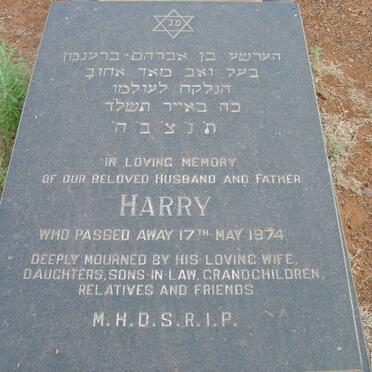 פנ
הערשע בן אברהם-ברענמן
בעל ואב מאד אהוב
הנלקח לעולמו
כה באייר תשלד
ת נ צ ב ה
IN LOVING MEMORY
OF OUR BELOVED HUSBAND AND FATHER
HARRY
WHO PASSED AWAY 17TH MAY 1974
DEEPLY MOURNED BY HIS LOVING WIFE,
DAUGHTERS, SONS-IN-LAW, GRANDCHILDREN,
RELATIVES AND FRIENDS
M.H.D.S.R.I.P.